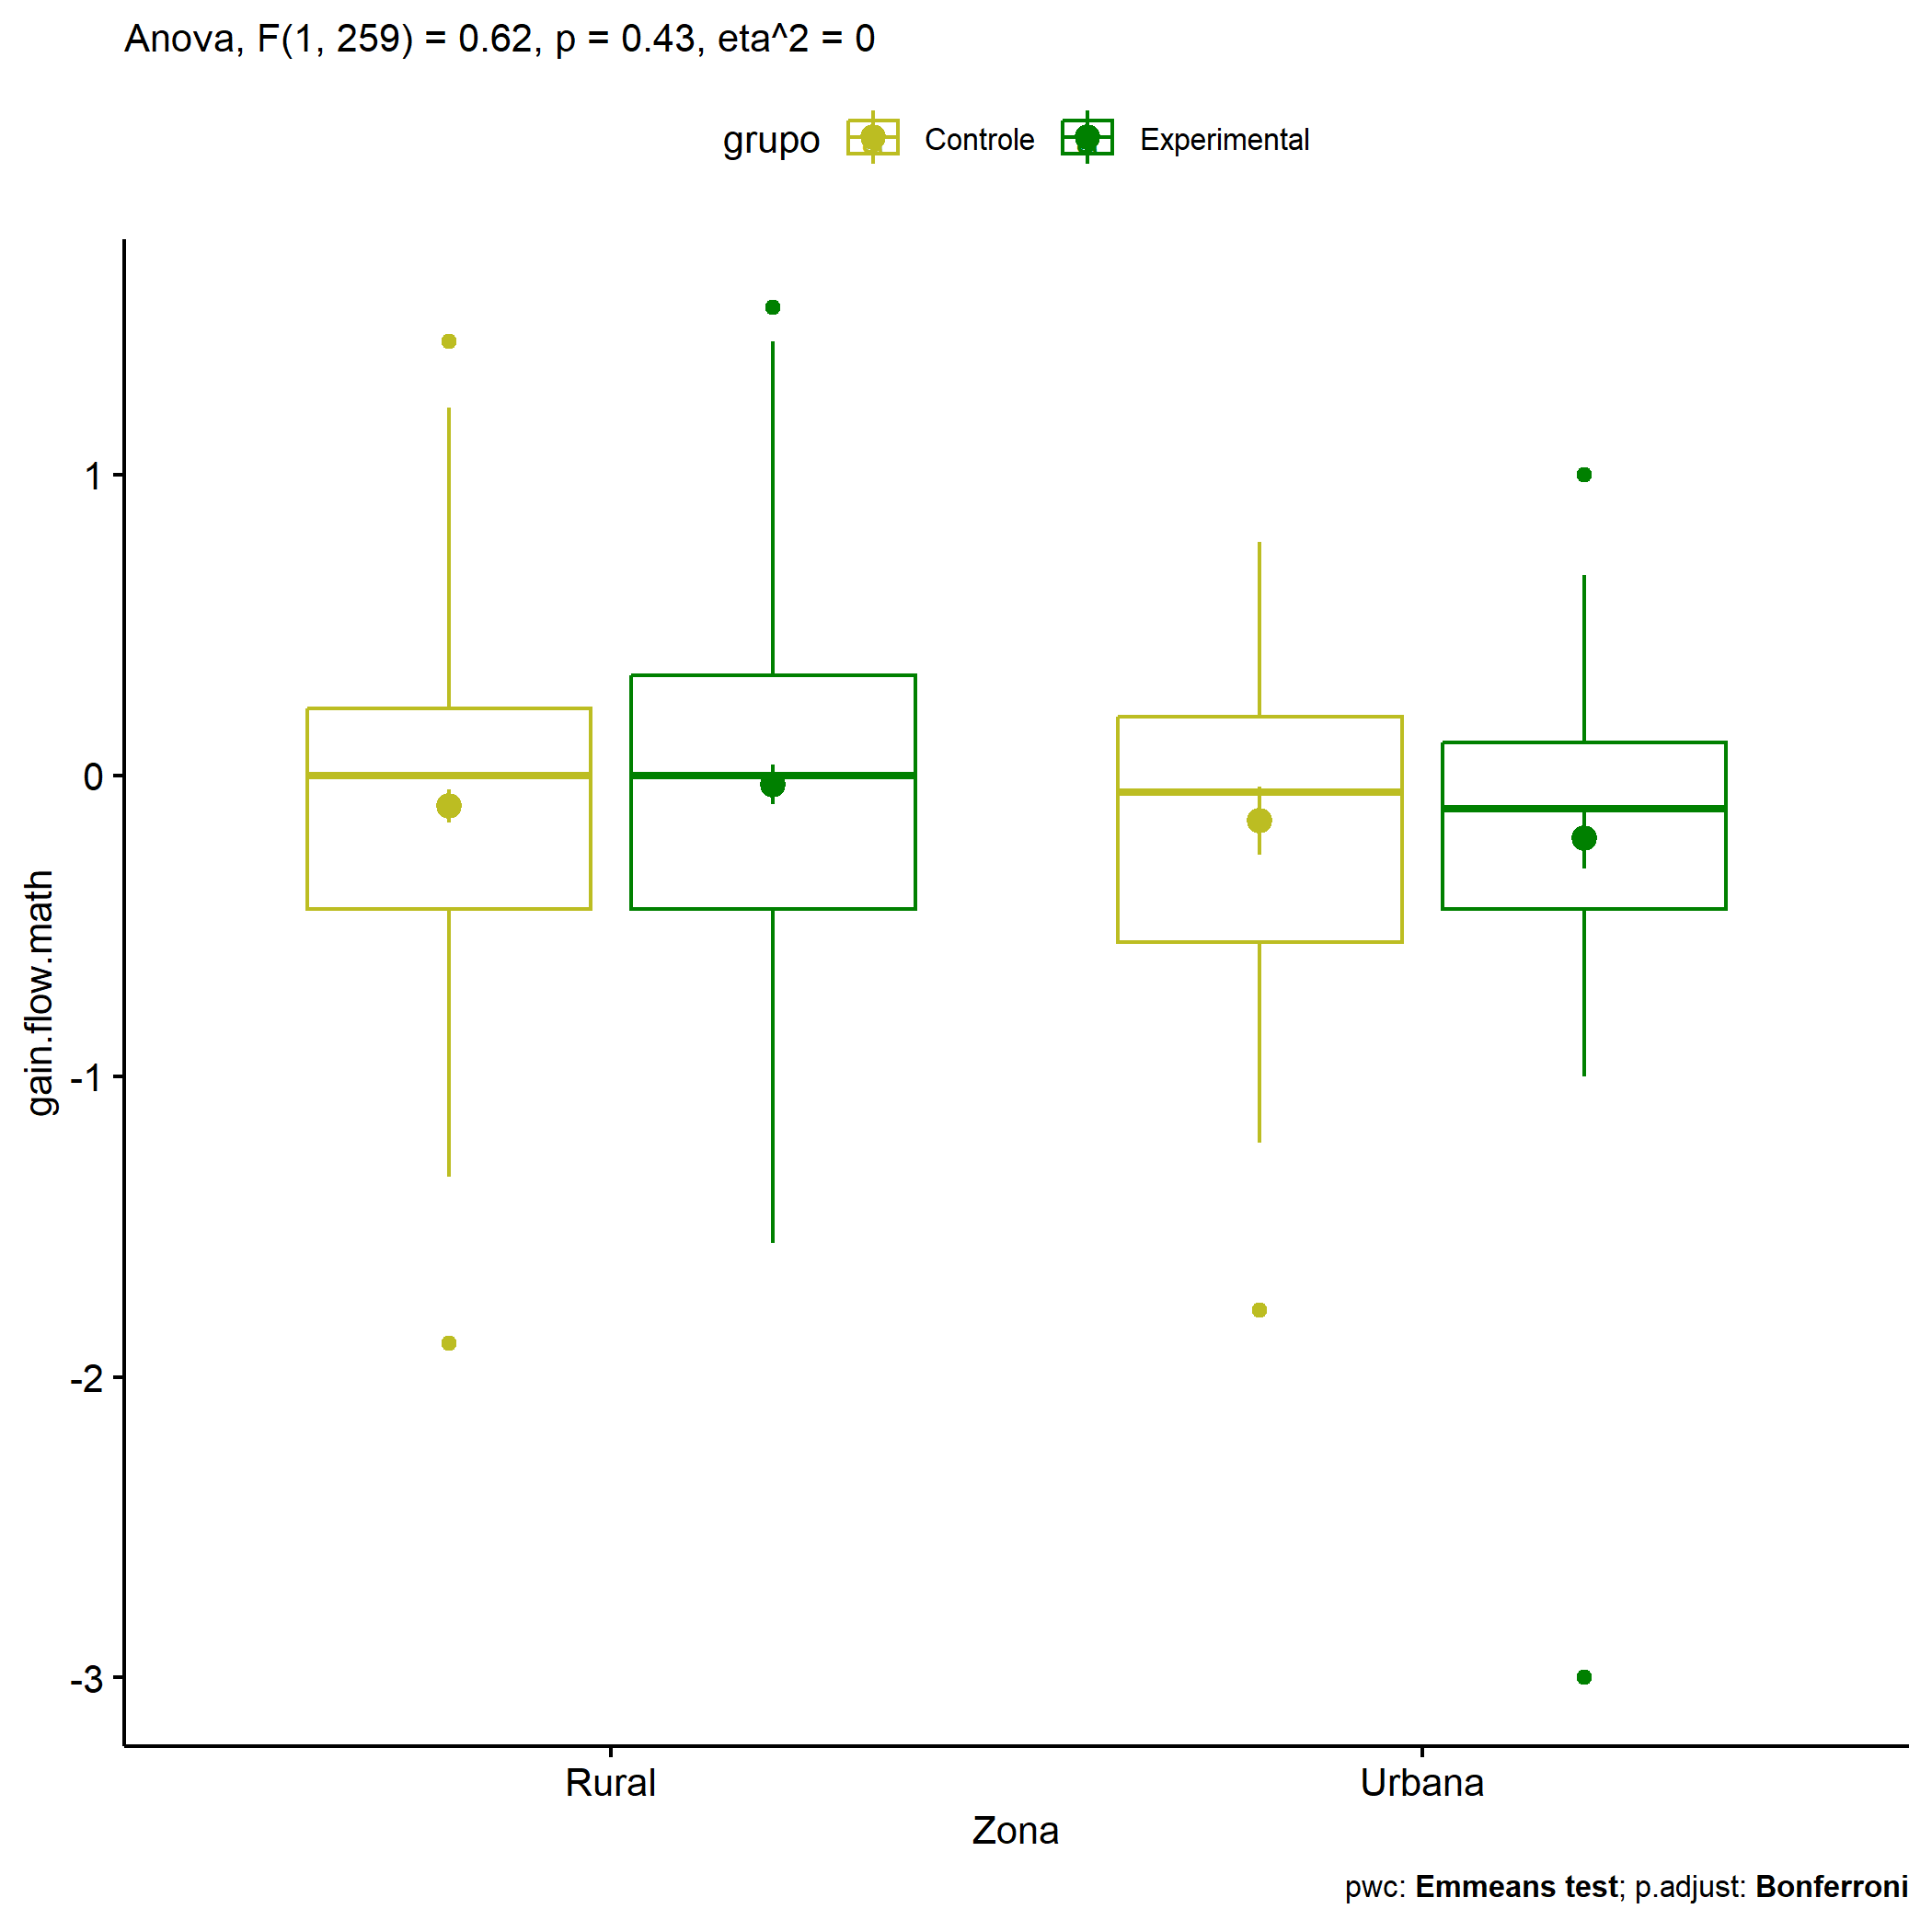 Anova, F(1, 259) = 0.62, p = 0.43, eta^2 = 0
grupo Controle Experimental
gain.flow.math
1
0
-1
-2
-3
Rural Urbana
Zona
pwc: Emmeans test; p.adjust: Bonferroni